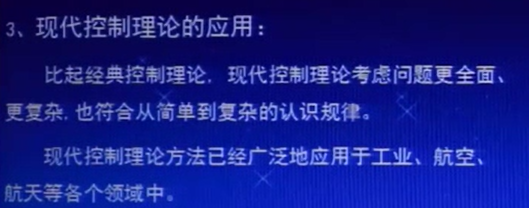 3、现代控制理论的应用：
比起经典控制理论，现代控制理论考虑问题更全面、
更复杂，也符合从简单到复杂的认识规律。
现代控制理论方法已经广泛地应用于工业、航空、
航天等各个领域中。